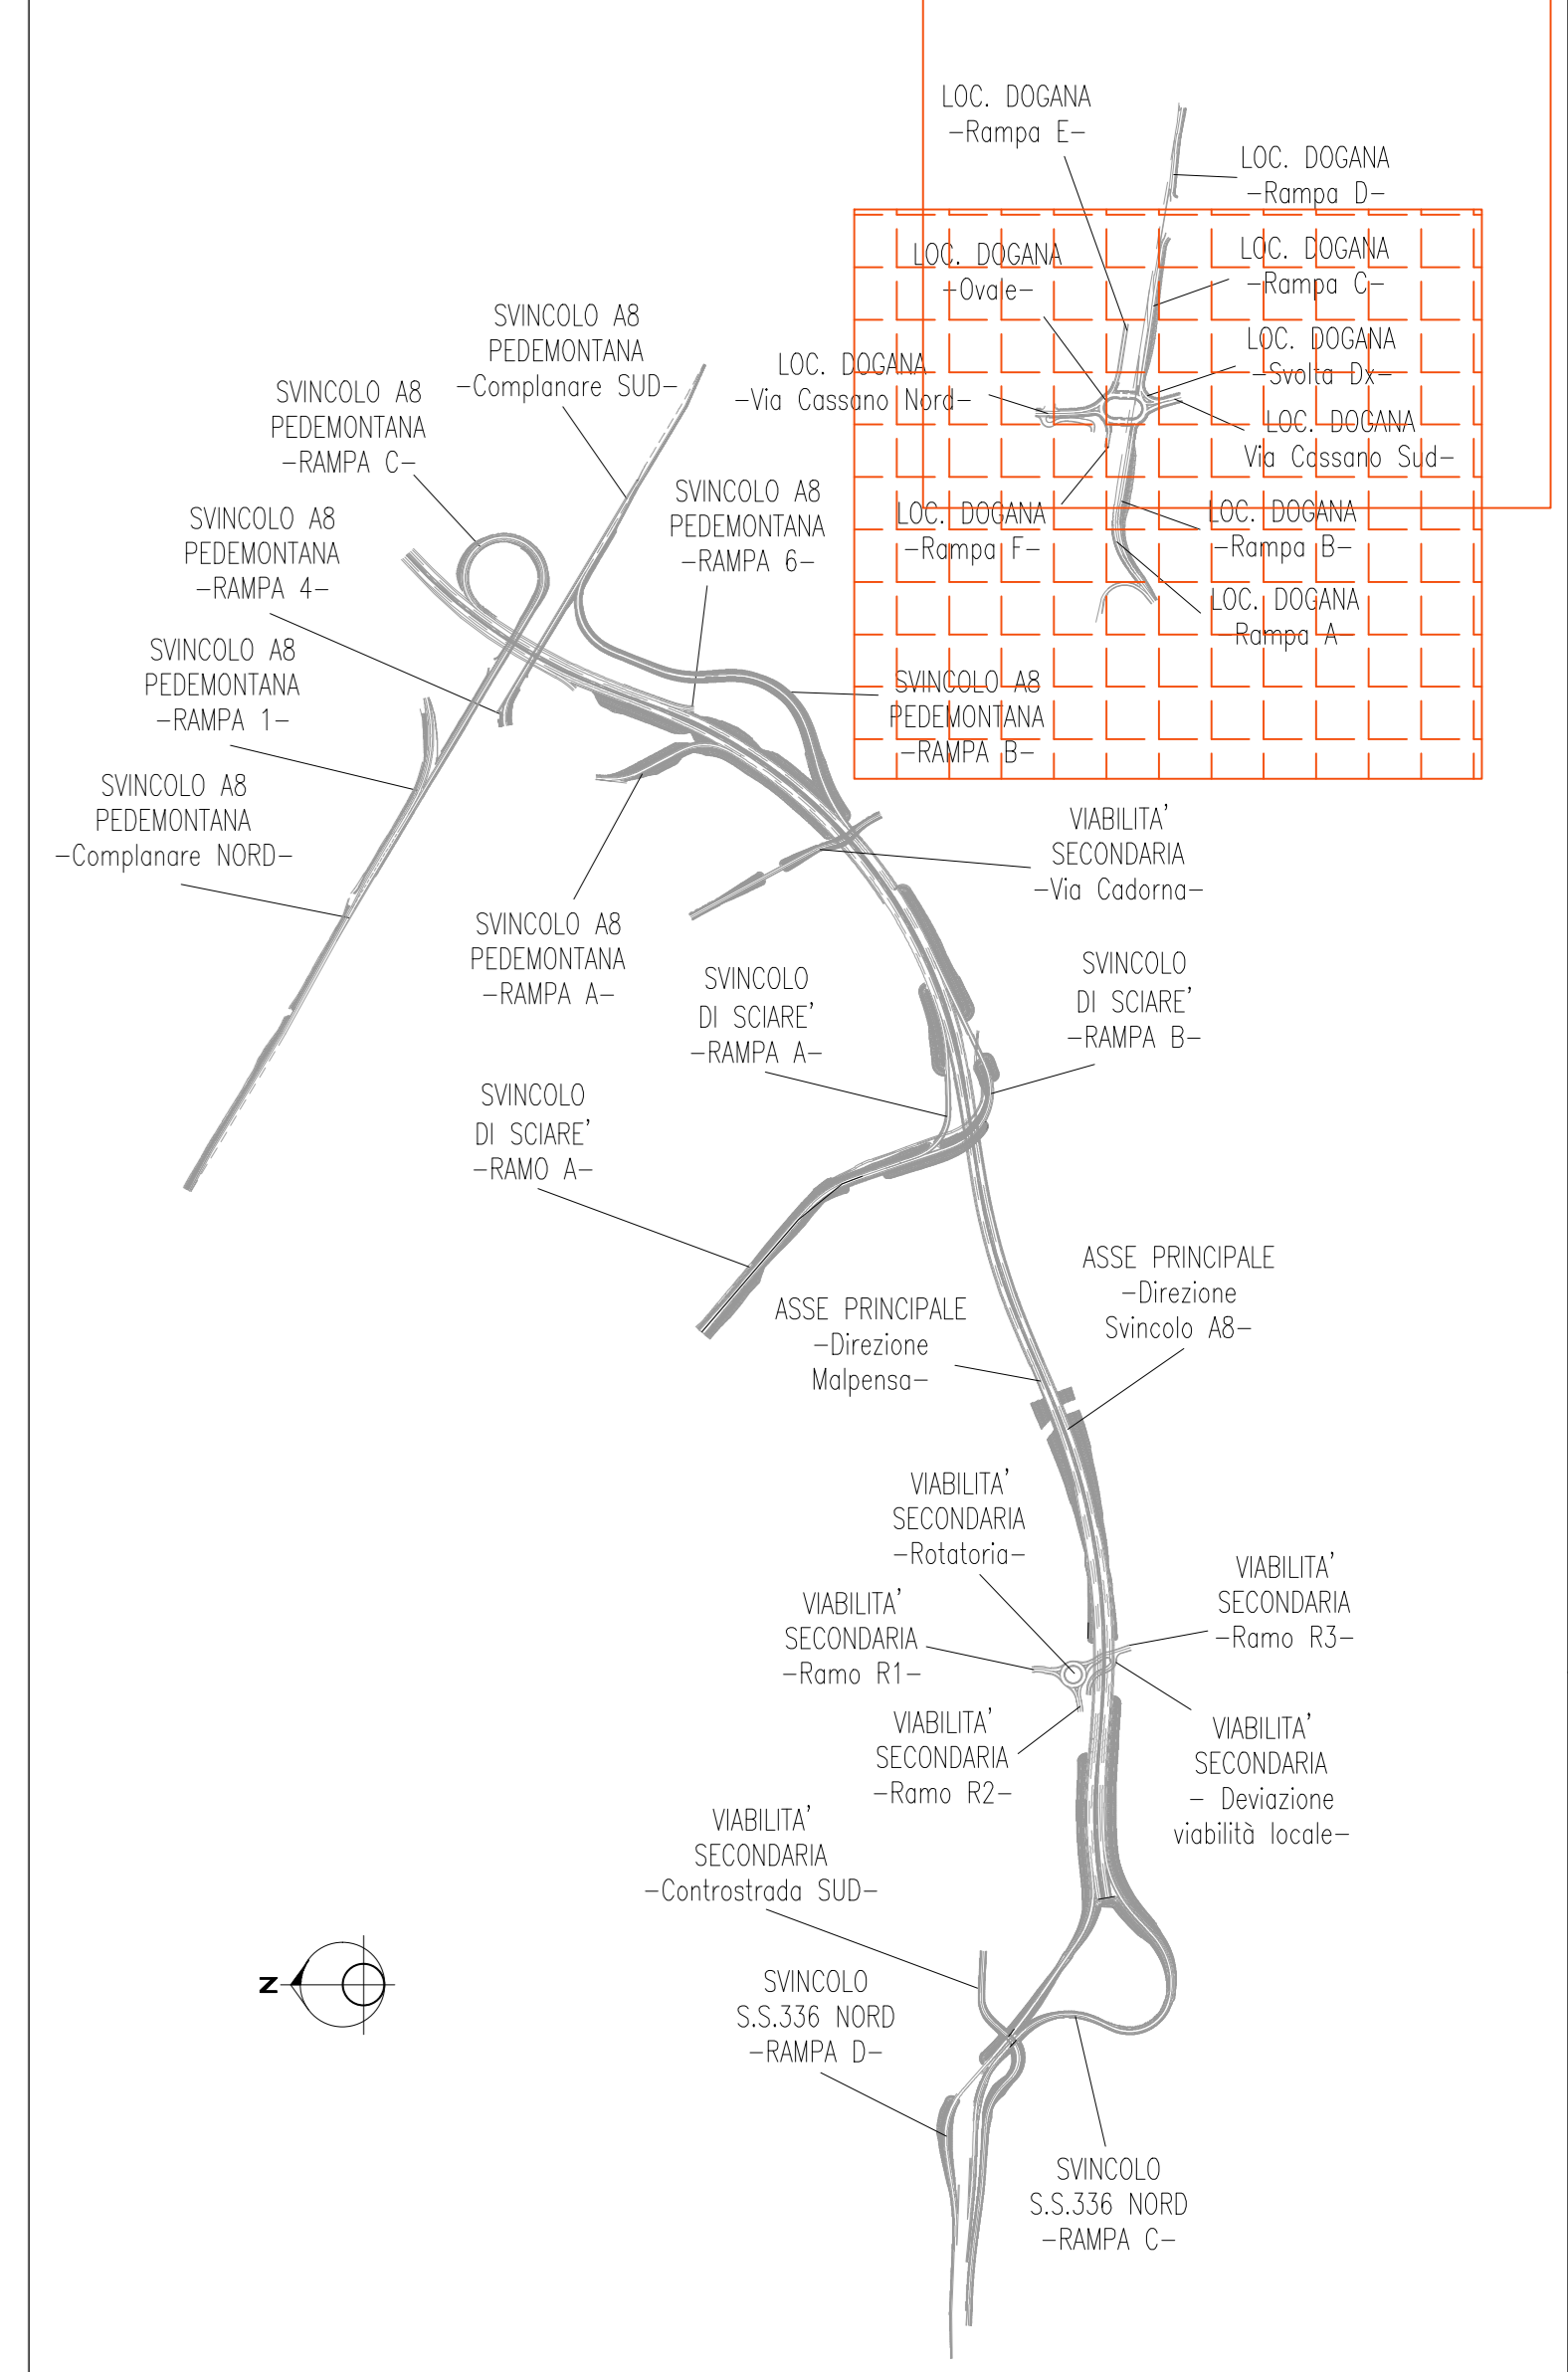 LOC. DOGANA
-Rampa E-
LOC. DOGANA
-Rampa D-
LOC. DOGANA
-Ovale-
LOC. DOGANA
-Rampa C-
SVINCOLO A8
PEDEMONTANA
-Complanare SUD-
LOC. DOGANA
-Svolta Dx-
LOC. DOGANA
-Via Cassano Nord-
SVINCOLO A8
PEDEMONTANA
-RAMPA C-
LOC. DOGANA
Via Cassano Sud-
SVINCOLO A8
PEDEMONTANA
-RAMPA 6-
LOC. DOGANA
-Rampa F-
LOC. DOGANA
-Rampa B-
SVINCOLO A8
PEDEMONTANA
-RAMPA 4-
LOC. DOGANA
-Rampa A-
SVINCOLO A8
PEDEMONTANA
-RAMPA 1-
SVINCOLO A8
PEDEMONTANA
-RAMPA B-
SVINCOLO A8
PEDEMONTANA
-Complanare NORD-
VIABILITA'
SECONDARIA
-Via Cadorna-
SVINCOLO A8
PEDEMONTANA
-RAMPA A-
SVINCOLO
DI SCIARE'
-RAMPA A-
SVINCOLO
DI SCIARE'
-RAMPA B-
SVINCOLO
DI SCIARE'
-RAMO A-
ASSE PRINCIPALE
-Direzione
Svincolo A8-
ASSE PRINCIPALE
-Direzione
Malpensa-
VIABILITA'
SECONDARIA
-Rotatoria-
VIABILITA'
SECONDARIA
-Ramo R3-
VIABILITA'
SECONDARIA
-Ramo R1-
VIABILITA'
SECONDARIA
-Ramo R2-
VIABILITA'
SECONDARIA
- Deviazione
viabilità locale-
VIABILITA'
SECONDARIA
-Controstrada SUD-
N
SVINCOLO
S.S.336 NORD
-RAMPA D-
SVINCOLO
S.S.336 NORD
-RAMPA C-